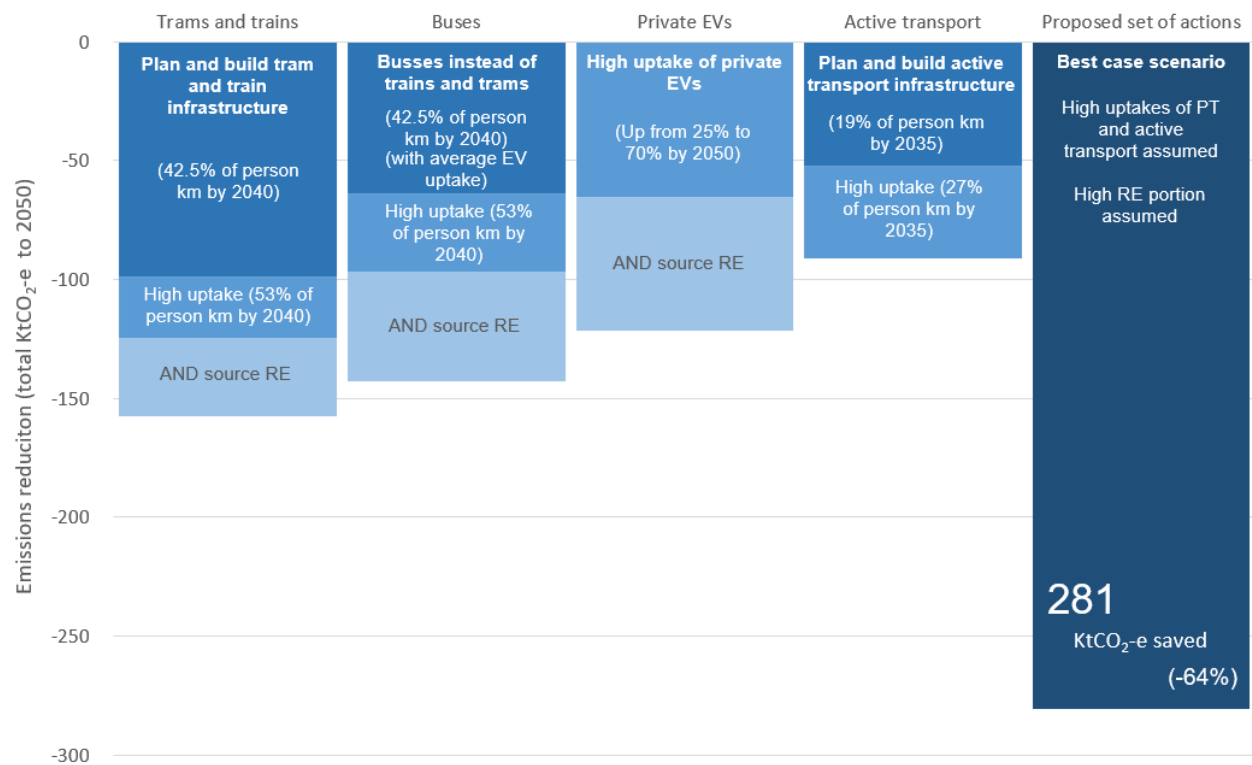 Trams and trains
Buses
Private EVs
Active transport
Proposed set of actions
Emissions reduciton (total KtCO₂-e to 2050)
0
-50
-100
-150
-200
-250
-300
Plan and build tram
and train
infrastructure
(42.5% of person
km by 2040)
High uptake (53% of
person km by 2040)
AND source RE
Busses instead of
trains and trams
(42.5% of person
km by 2040)
(with average EV
uptake)
High uptake (53%
of person km by
2040)
AND source RE
High uptake of private
EVs
(Up from 25% to
70% by 2050)
AND source RE
Plan and build active
transport infrastructure
(19% of person km
by 2035)
High uptake (27%
of person km by
2035)
Best case scenario
High uptakes of PT
and active
transport assumed
High RE portion
assumed
281
KtCO₂-e saved
(-64%)